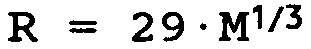 R = 29·M^{1/3}